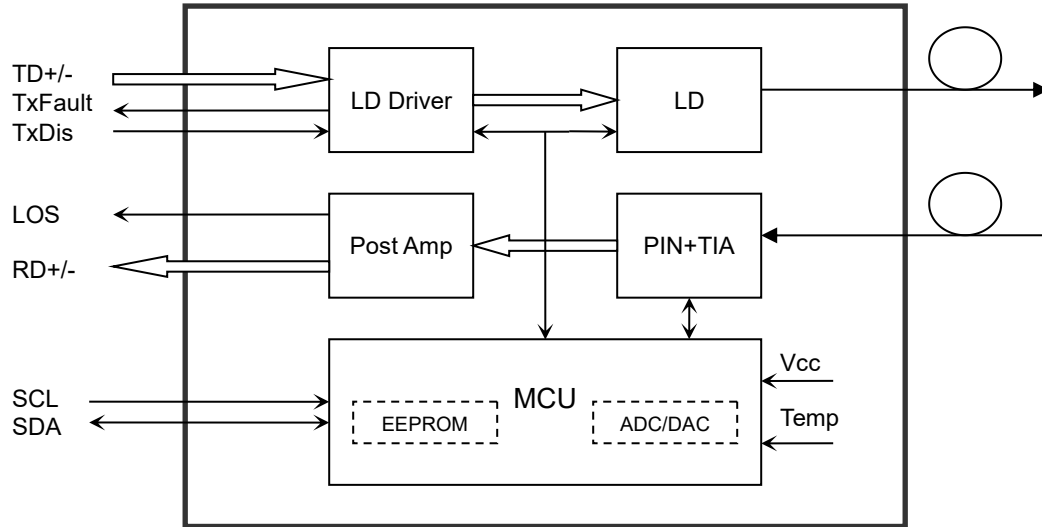 TD+/-
TxFault
TxDis
LD Driver
LD
LOS
RD+/-
Post Amp
PIN+TIA
SCL
SDA
MCU
EEPROM
ADC/DAC
Vcc
Temp